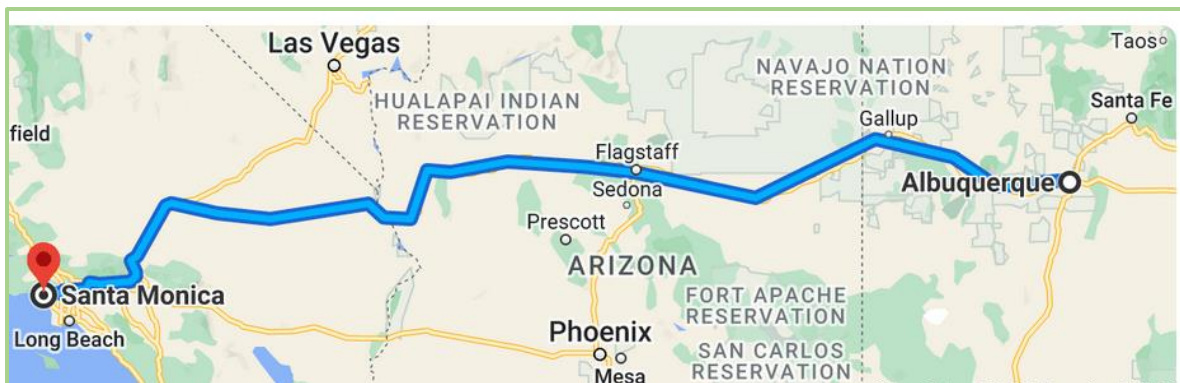 Las Vegas
Taos
NAVAJO NATION
RESERVATION
HUALAPAI INDIAN
RESERVATION
Santa Fe
Gallup
field
Flagstaff
Albuquerque
Sedona
Prescott
ARIZONA
Santa Monica
FORT APACHE
RESERVATION
Long Beach
Phoenix
SAN CARLOS
RESERVATION
Mesa